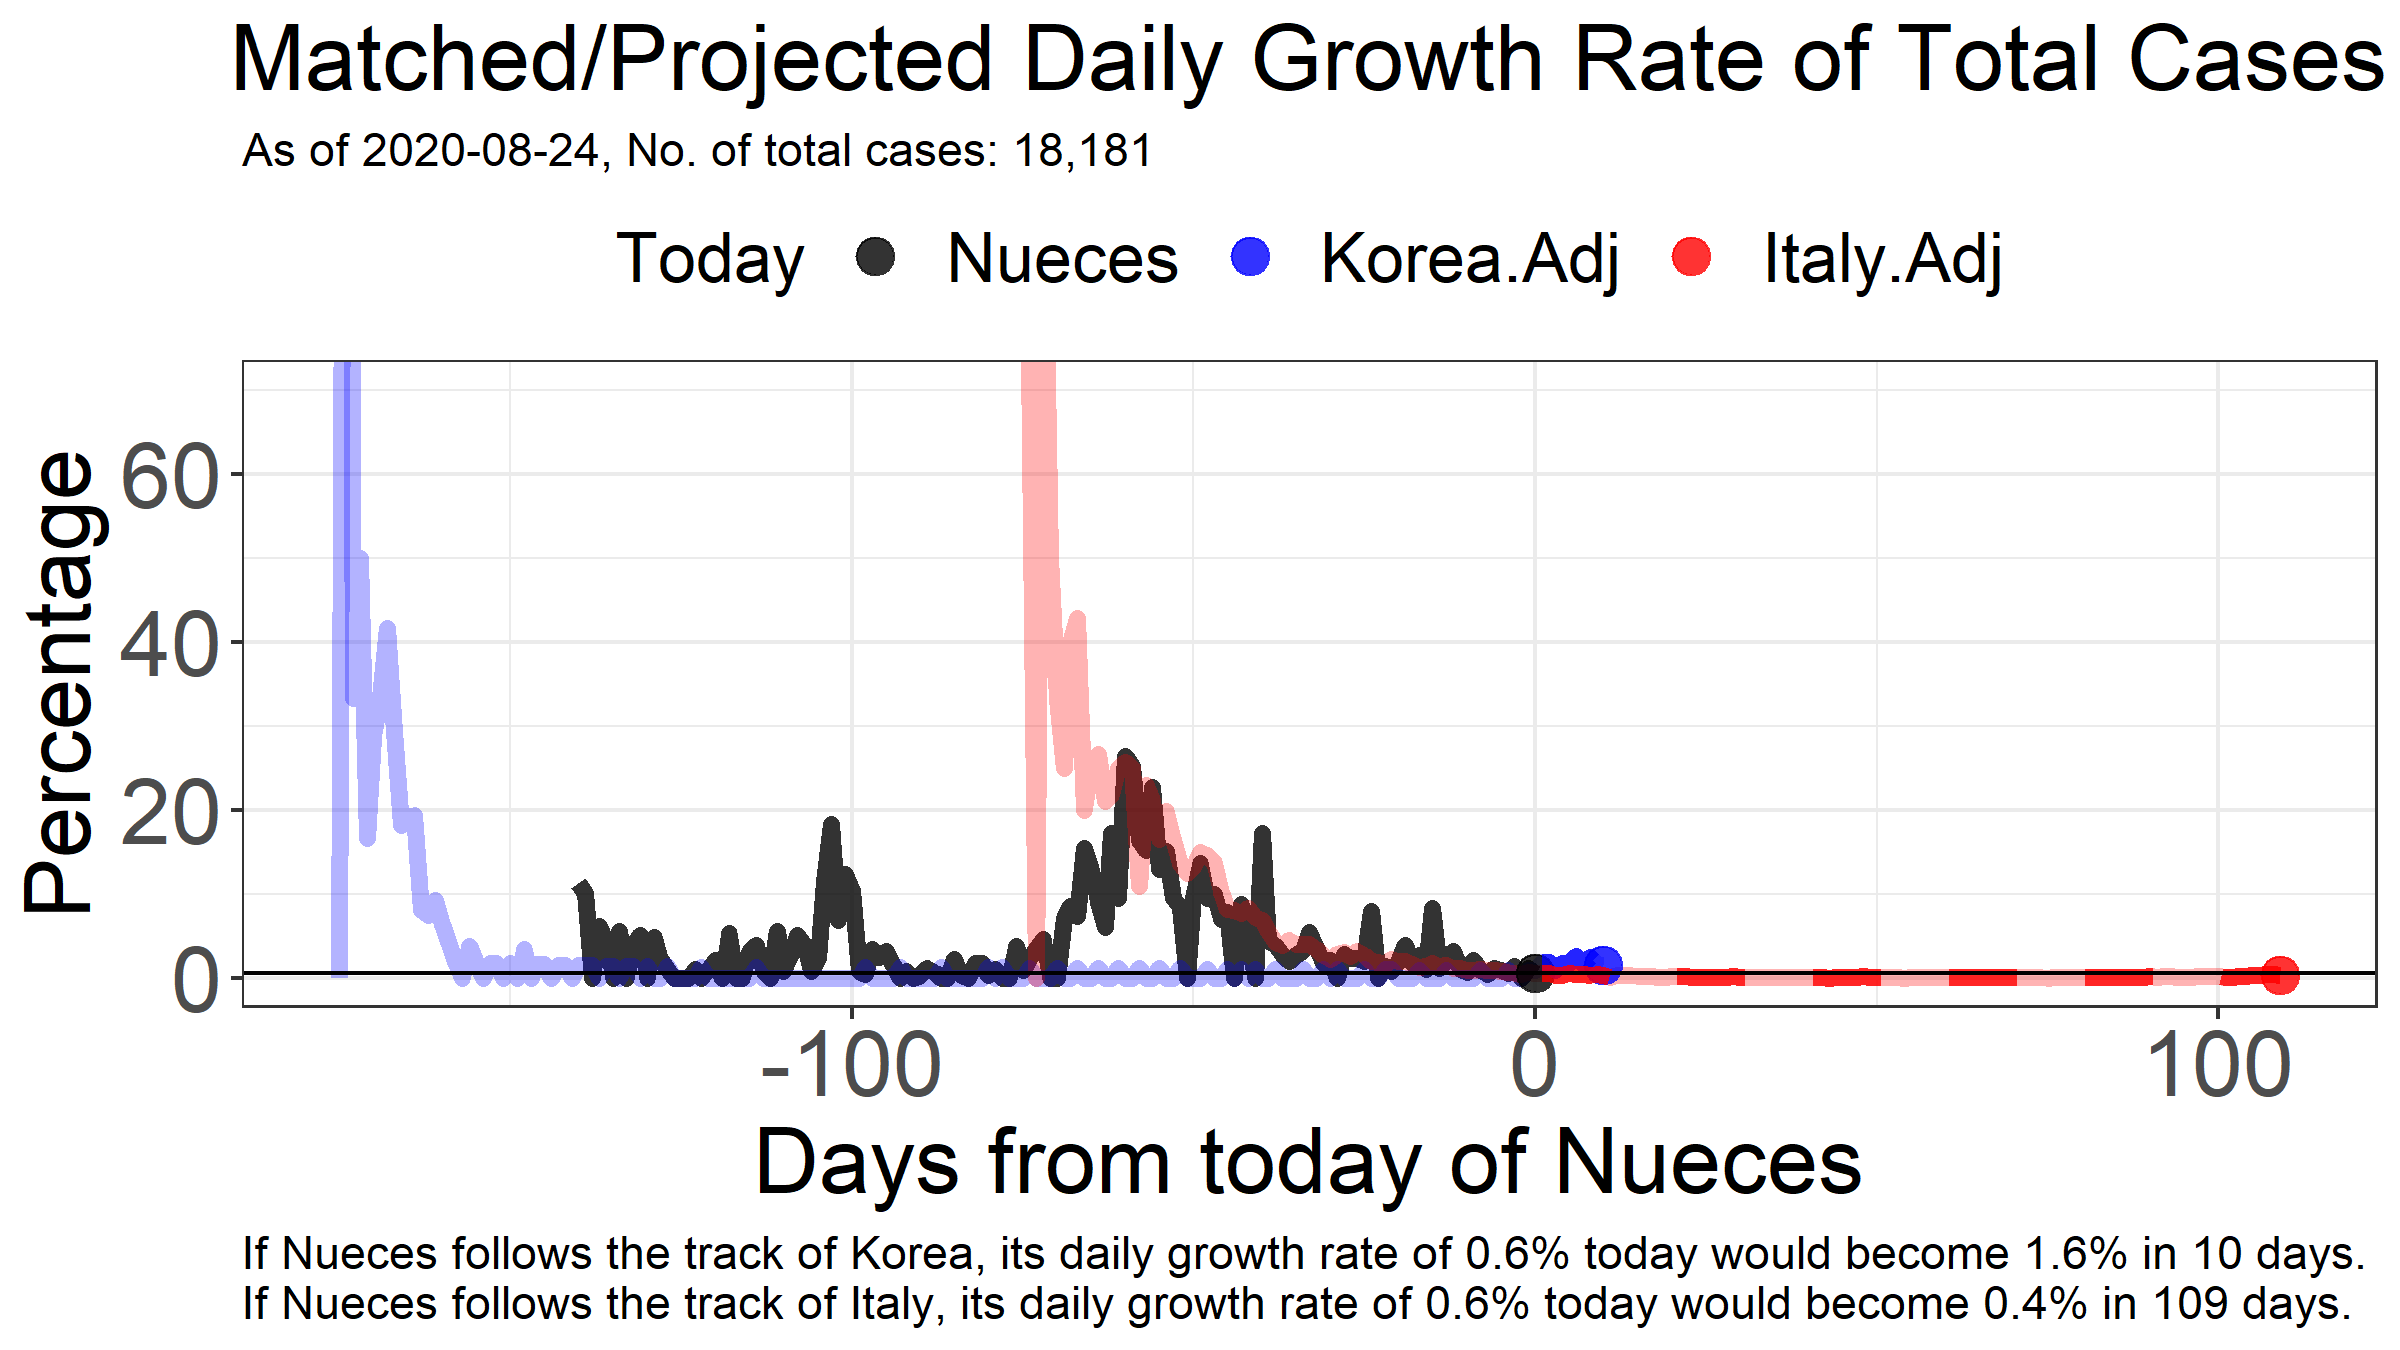 Matched/Projected Daily Growth Rate of Total Cases
As of 2020-08-24, No. of total cases: 18,181
Today Nueces Korea.Adj Italy.Adj
Percentage
60
40
20
0
-100 0 100
Days from today of Nueces
If Nueces follows the track of Korea, its daily growth rate of 0.6% today would become 1.6% in 10 days.
If Nueces follows the track of Italy, its daily growth rate of 0.6% today would become 0.4% in 109 days.